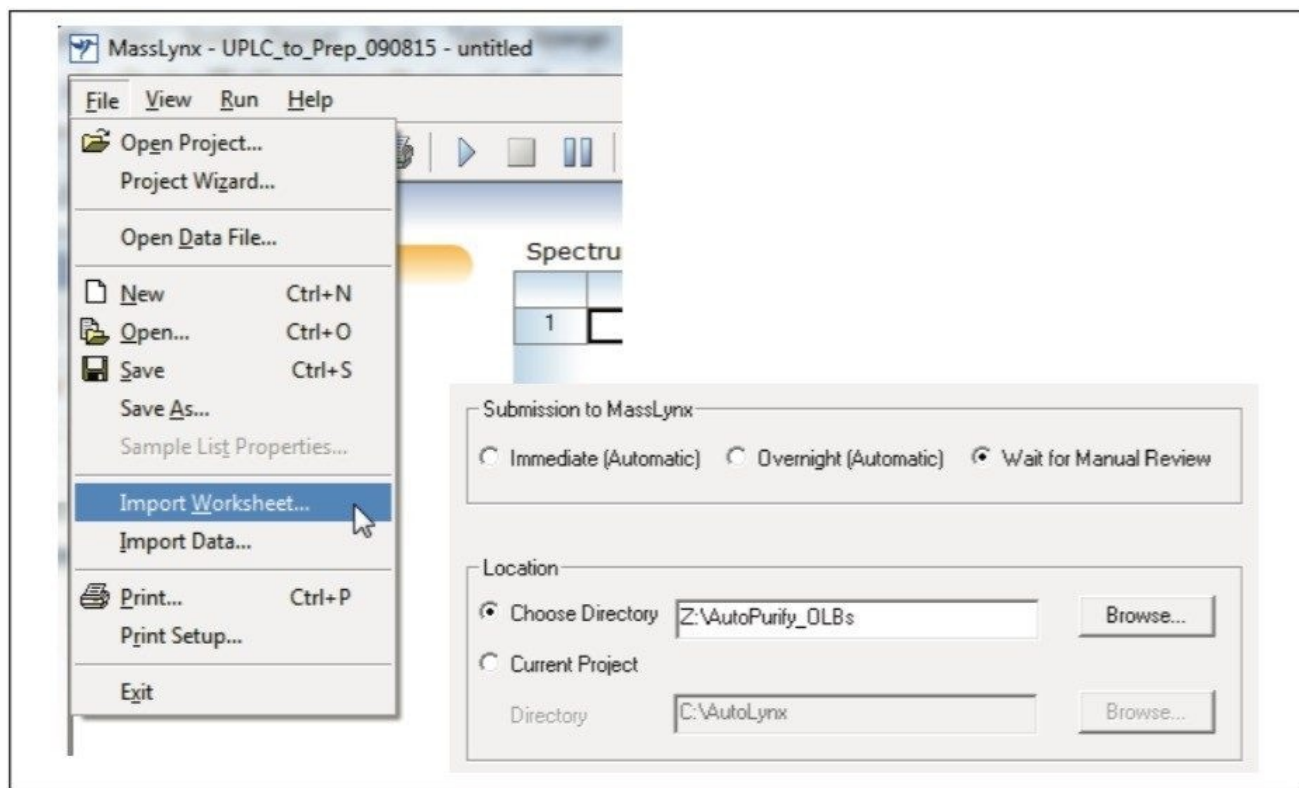 MassLynx - UPLC_to_Prep_090815 - untitled
File View Run Help
Open Project...
Project Wizard...
Open Data File...
New Ctrl+N
Open... Ctrl+O
Save Ctrl+S
Save As...
Sample List Properties...
Import Worksheet...
Import Data...
Print... Ctrl+P
Print Setup...
Exit
Spectru
1
Submission to MassLynx
Immediate (Automatic) Overnight (Automatic) Wait for Manual Review
Location
Choose Directory Z:\AutoPurify_OLBs Browse...
Current Project
Directory C:\AutoLynx Browse...